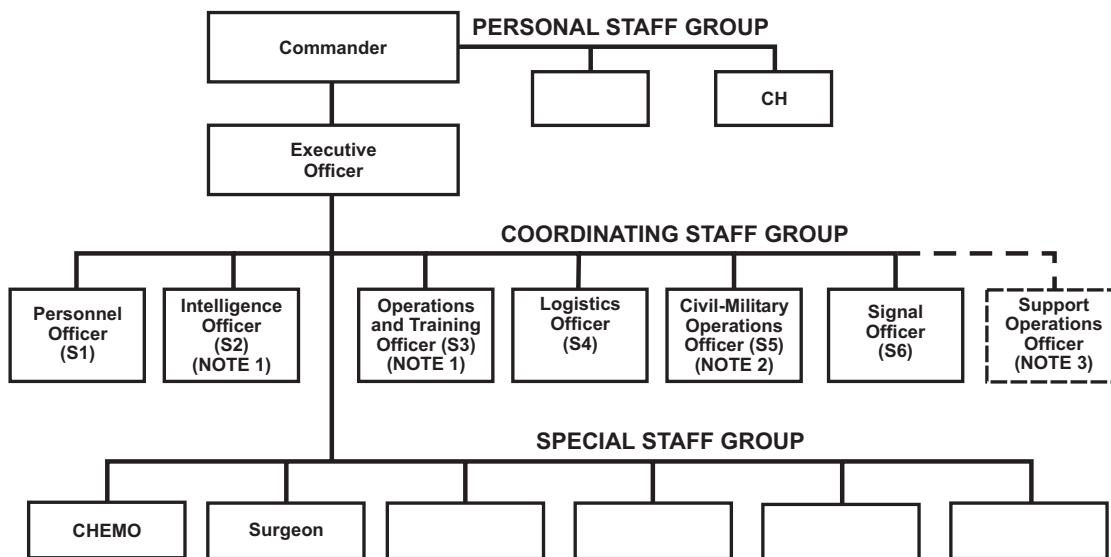 PERSONAL STAFF GROUP
Commander
CH
Executive
Officer
COORDINATING STAFF GROUP
Personnel
Officer
(S1)
Intelligence
Officer
(S2)
(NOTE 1)
Operations
and Training
Officer (S3)
(NOTE 1)
Logistics
Officer
(S4)
Civil-Military
Operations
Officer (S5)
(NOTE 2)
Signal
Officer
(S6)
Support
Operations
Officer
(NOTE 3)
SPECIAL STAFF GROUP
CHEMO
Surgeon